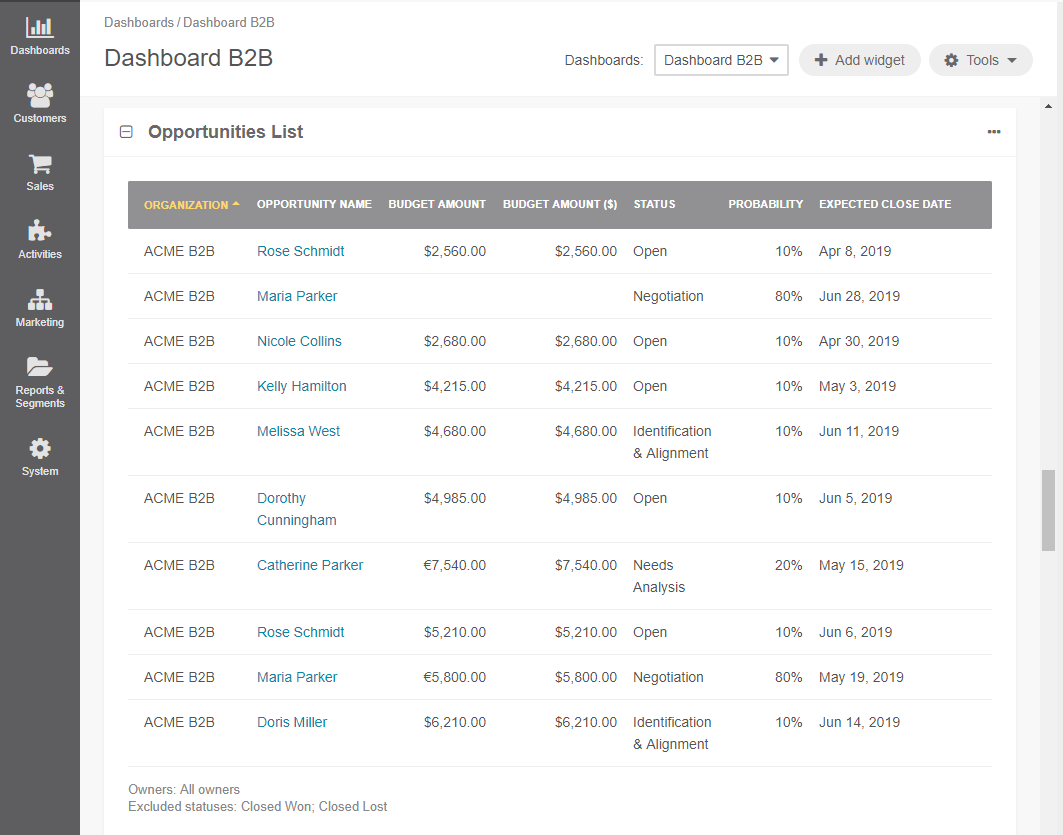 Dashboards
Customers
Sales
Activities
Marketing
Reports &
Segments
System
Dashboards / Dashboard B2B
Dashboard B2B
Dashboards: Dashboard B2B Add widget Tools
Opportunities List
ORGANIZATION OPPORTUNITY NAME BUDGET AMOUNT BUDGET AMOUNT ($) STATUS PROBABILITY EXPECTED CLOSE DATE
ACME B2B Rose Schmidt $2,560.00 $2,560.00 Open 10% Apr 8, 2019
ACME B2B Maria Parker Negotiation 80% Jun 28, 2019
ACME B2B Nicole Collins $2,680.00 $2,680.00 Open 10% Apr 30, 2019
ACME B2B Kelly Hamilton $4,215.00 $4,215.00 Open 10% May 3, 2019
ACME B2B Melissa West $4,680.00 $4,680.00 Identification 10% Jun 11, 2019
& Alignment
ACME B2B Dorothy $4,985.00 $4,985.00 Open 10% Jun 5, 2019
Cunningham
ACME B2B Catherine Parker €7,540.00 $7,540.00 Needs 20% May 15, 2019
Analysis
ACME B2B Rose Schmidt $5,210.00 $5,210.00 Open 10% Jun 6, 2019
ACME B2B Maria Parker €5,800.00 $5,800.00 Negotiation 80% May 19, 2019
ACME B2B Doris Miller $6,210.00 $6,210.00 Identification 10% Jun 14, 2019
& Alignment
Owners: All owners
Excluded statuses: Closed Won; Closed Lost